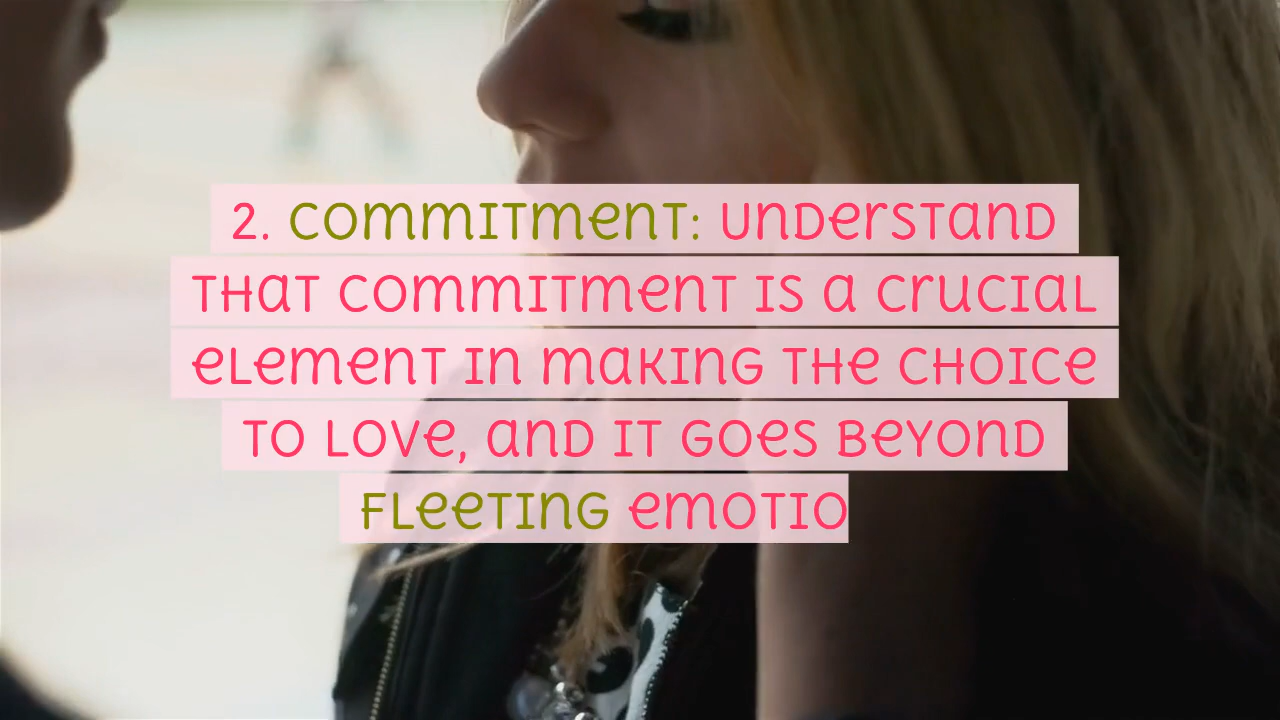 2. Commitment: Understand
that commitment is a crucial
element in making the choice
to love, and it goes beyond
fleeting emotio